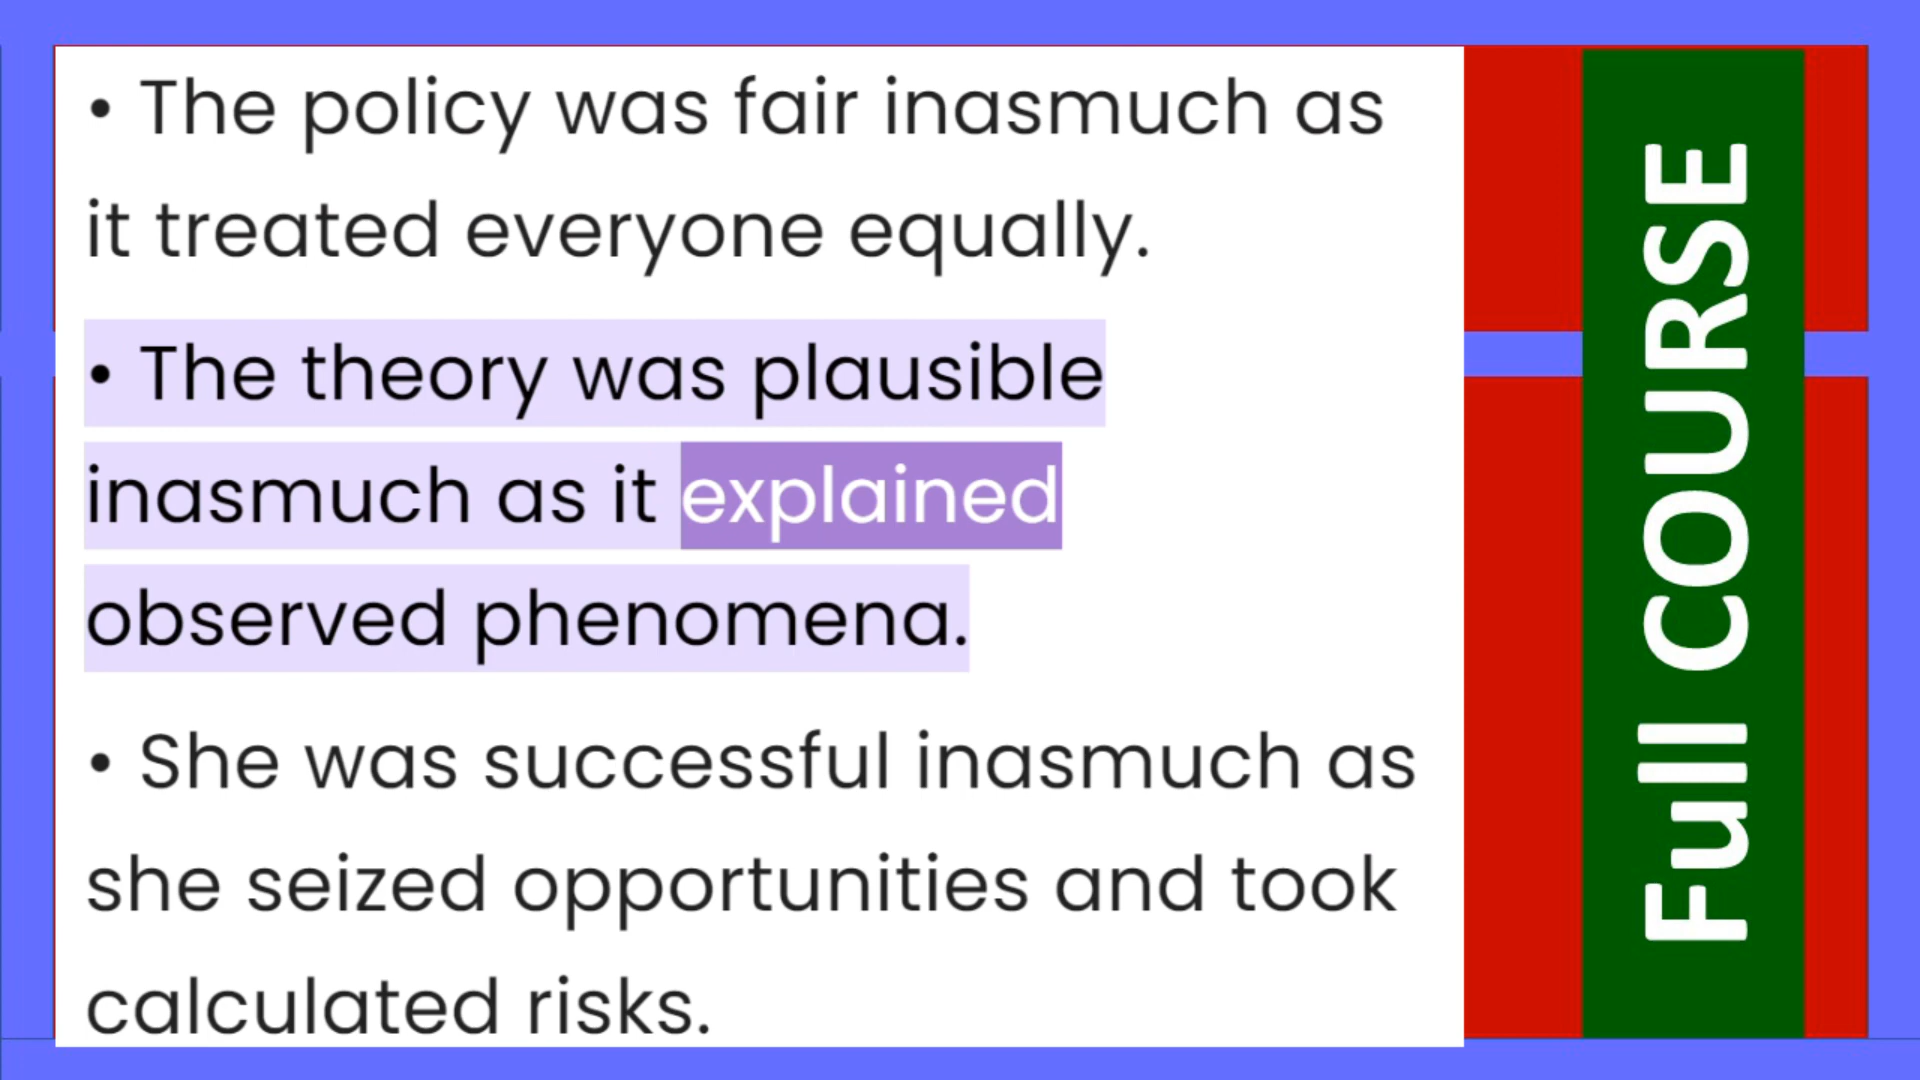 • The policy was fair inasmuch as
it treated everyone equally.
• The theory was plausible
inasmuch as it explained
observed phenomena.
• She was successful inasmuch as
she seized opportunities and took
calculated risks.
Full COURSE